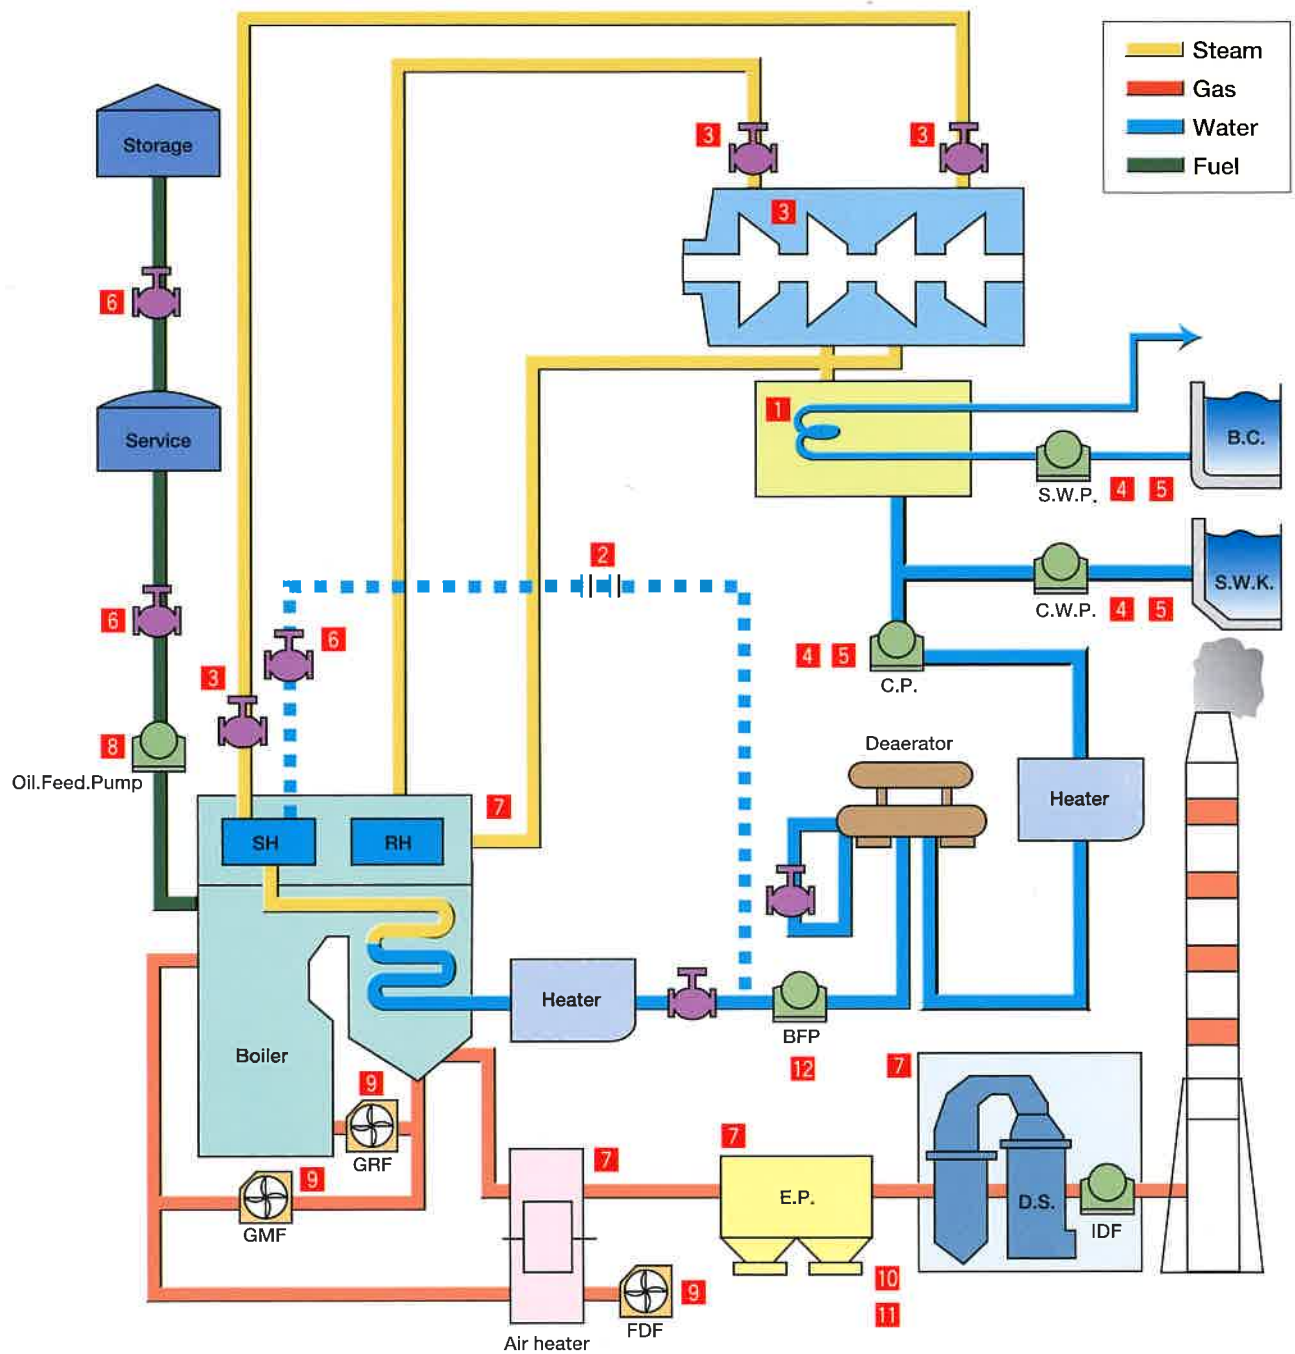 Steam
Gas
Water
Fuel
Storage
3
3
3
6
Service
1
B.C.
S.W.P. 4 5
2
S.W.K.
C.W.P. 4 5
6
6
4 5
C.P.
3
8
Oil.Feed.Pump
Deaerator
Heater
7
SH
RH
Heater
BFP
12
Boiler
7
9
GRF
7
7
9
GMF
E.P.
D.S.
IDF
10
11
9
FDF
Air heater